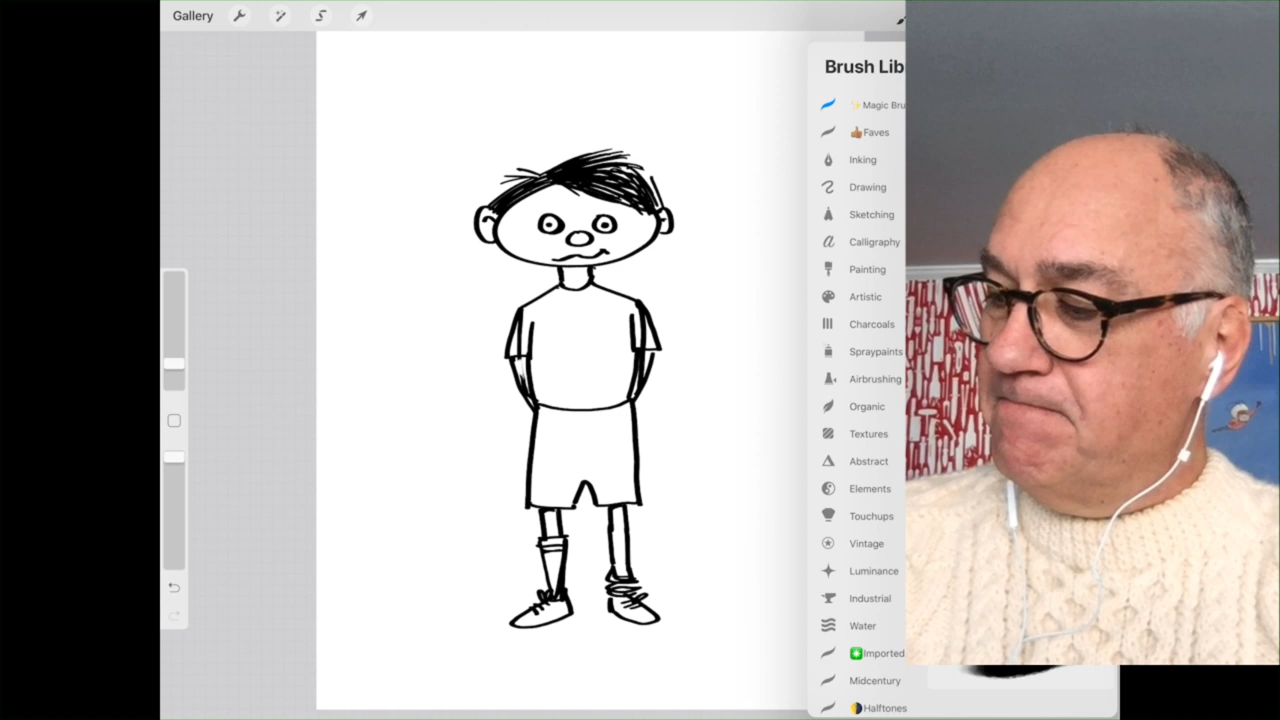 Gallery
Brush Lib
✨Magic Bru
👍🏽Faves
Inking
Drawing
Sketching
Calligraphy
Painting
Artistic
Charcoals
Spraypaints
Airbrushing
Organic
Textures
Abstract
Elements
Touchups
Vintage
Luminance
Industrial
Water
✳️Imported
Midcentury
🌗Halftones